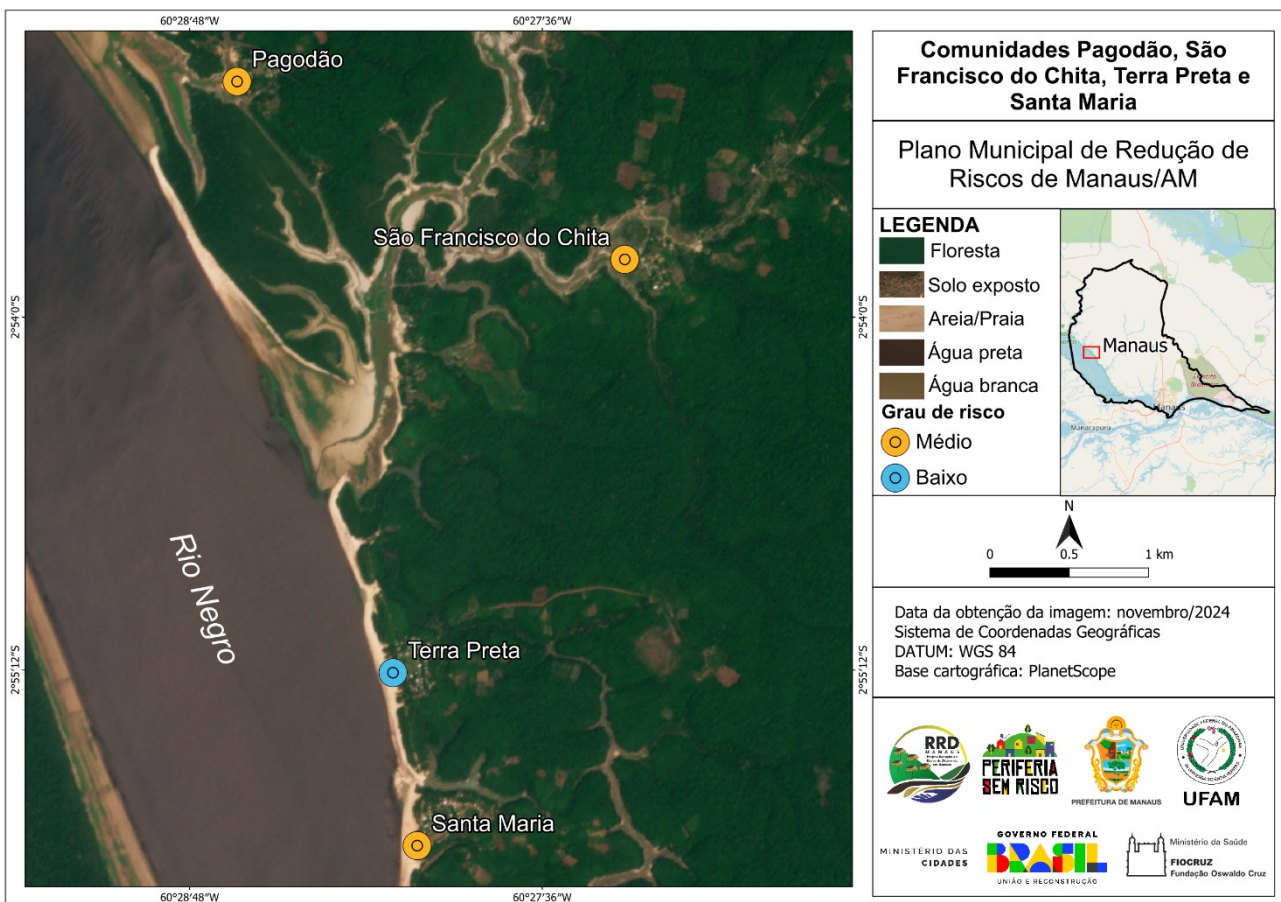 60°28'48"W
60°27'36"W
Pagodão
São Francisco do Chita
2°54'0"S
2°54'0"S
Rio Negro
Terra Preta
2°55'12"S
2°55'12"S
Santa Maria
60°28'48"W
60°27'36"W
Comunidades Pagodão, São
Francisco do Chita, Terra Preta e
Santa Maria
Plano Municipal de Redução de
Riscos de Manaus/AM
LEGENDA
Floresta
Solo exposto
Areia/Praia
Água preta
Água branca
Grau de risco
Médio
Baixo
Manaus
Manaus
Manacapuru
N
0
0.5
1 km
Data da obtenção da imagem: novembro/2024
Sistema de Coordenadas Geográficas
DATUM: WGS 84
Base cartográfica: PlanetScope
RRD
MANAUS
PERIFERIA
SEM RISCO
PREFEITURA DE MANAUS
UFAM
MINISTÉRIO DAS
CIDADES
GOVERNO FEDERAL
BRASIL
UNIÃO E RECONSTRUÇÃO
Ministério da Saúde
FIOCRUZ
Fundação Oswaldo Cruz